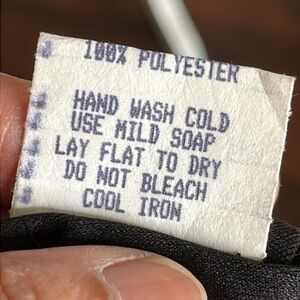 100% POLYESTER
HAND WASH COLD
USE MILD SOAP
LAY FLAT TO DRY
DO NOT BLEACH
COOL IRON